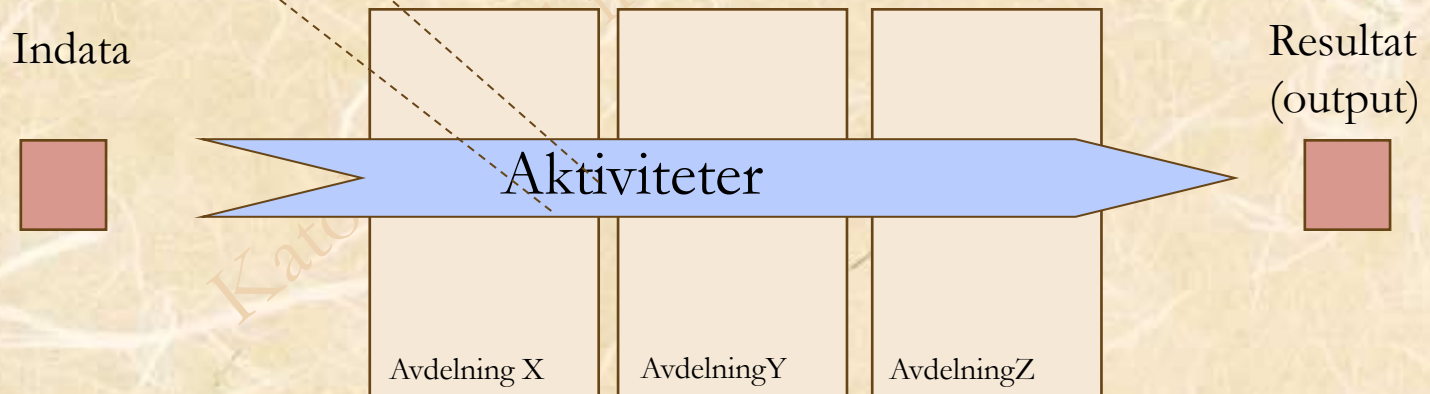 Indata
Resultat
(output)
Aktiviteter
Avdelning X
AvdelningY
AvdelningZ